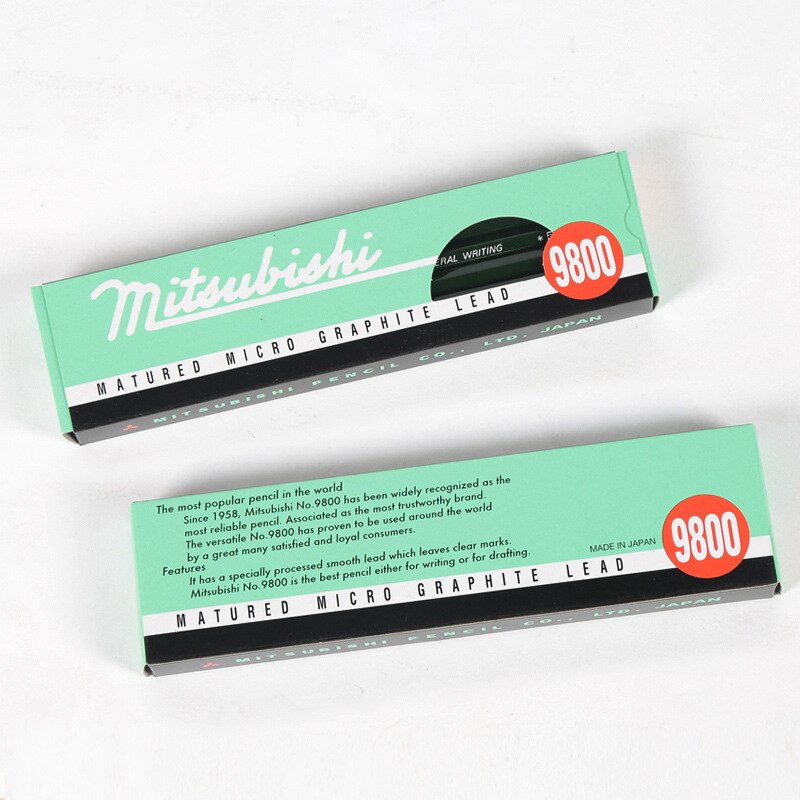 mitsubishi
ERAL WRITING *
9800
MATURED MICRO GRAPHITE LEAD
MITSUBISHI PENCIL CO., LTD. JAPAN
The most popular pencil in the world
Since 1958, Mitsubishi No.9800 has been widely recognized as the
most reliable pencil. Associated as the most trustworthy brand.
The versatile No.9800 has proven to be used around the world
by a great many satisfied and loyal consumers.
Features
It has a specially processed smooth lead which leaves clear marks.
Mitsubishi No.9800 is the best pencil either for writing or for drafting.
MADE IN JAPAN
9800
MATURED MICRO GRAPHITE LEAD
MITSUBISHI PENCIL CO., LTD. JAPAN